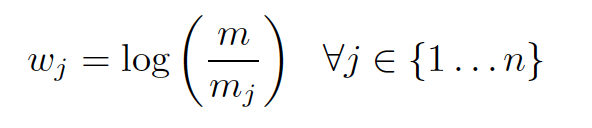 w_j = log ( m / m_j ) ∀j ∈ {1 … n}